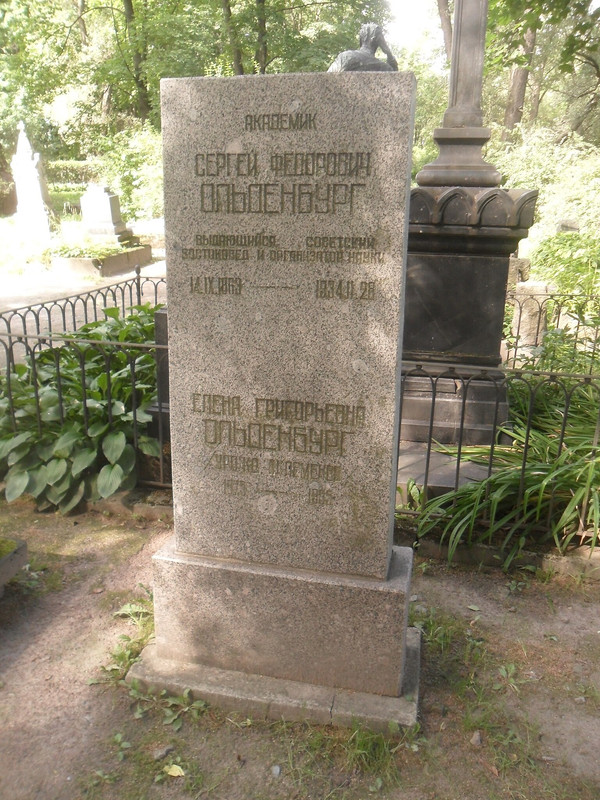 АКАДЕМИК
СЕРГЕЙ ФЕДОРОВИЧ
ОЛЬДЕНБУРГ
ВЫДАЮЩИЙСЯ СОВЕТСКИЙ
ВОСТОКОВЕД И ОРГАНИЗАТОР НАУКИ
14.IX.1863 — 1934.II.28
ЕЛЕНА ГРИГОРЬЕВНА
ОЛЬДЕНБУРГ